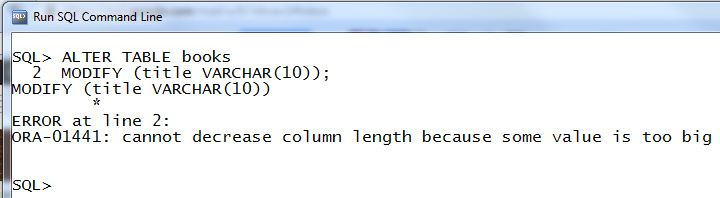 Run SQL Command Line
SQL> ALTER TABLE books
  2  MODIFY (title VARCHAR(10));
MODIFY (title VARCHAR(10))
        *
ERROR at line 2:
ORA-01441: cannot decrease column length because some value is too big
SQL>